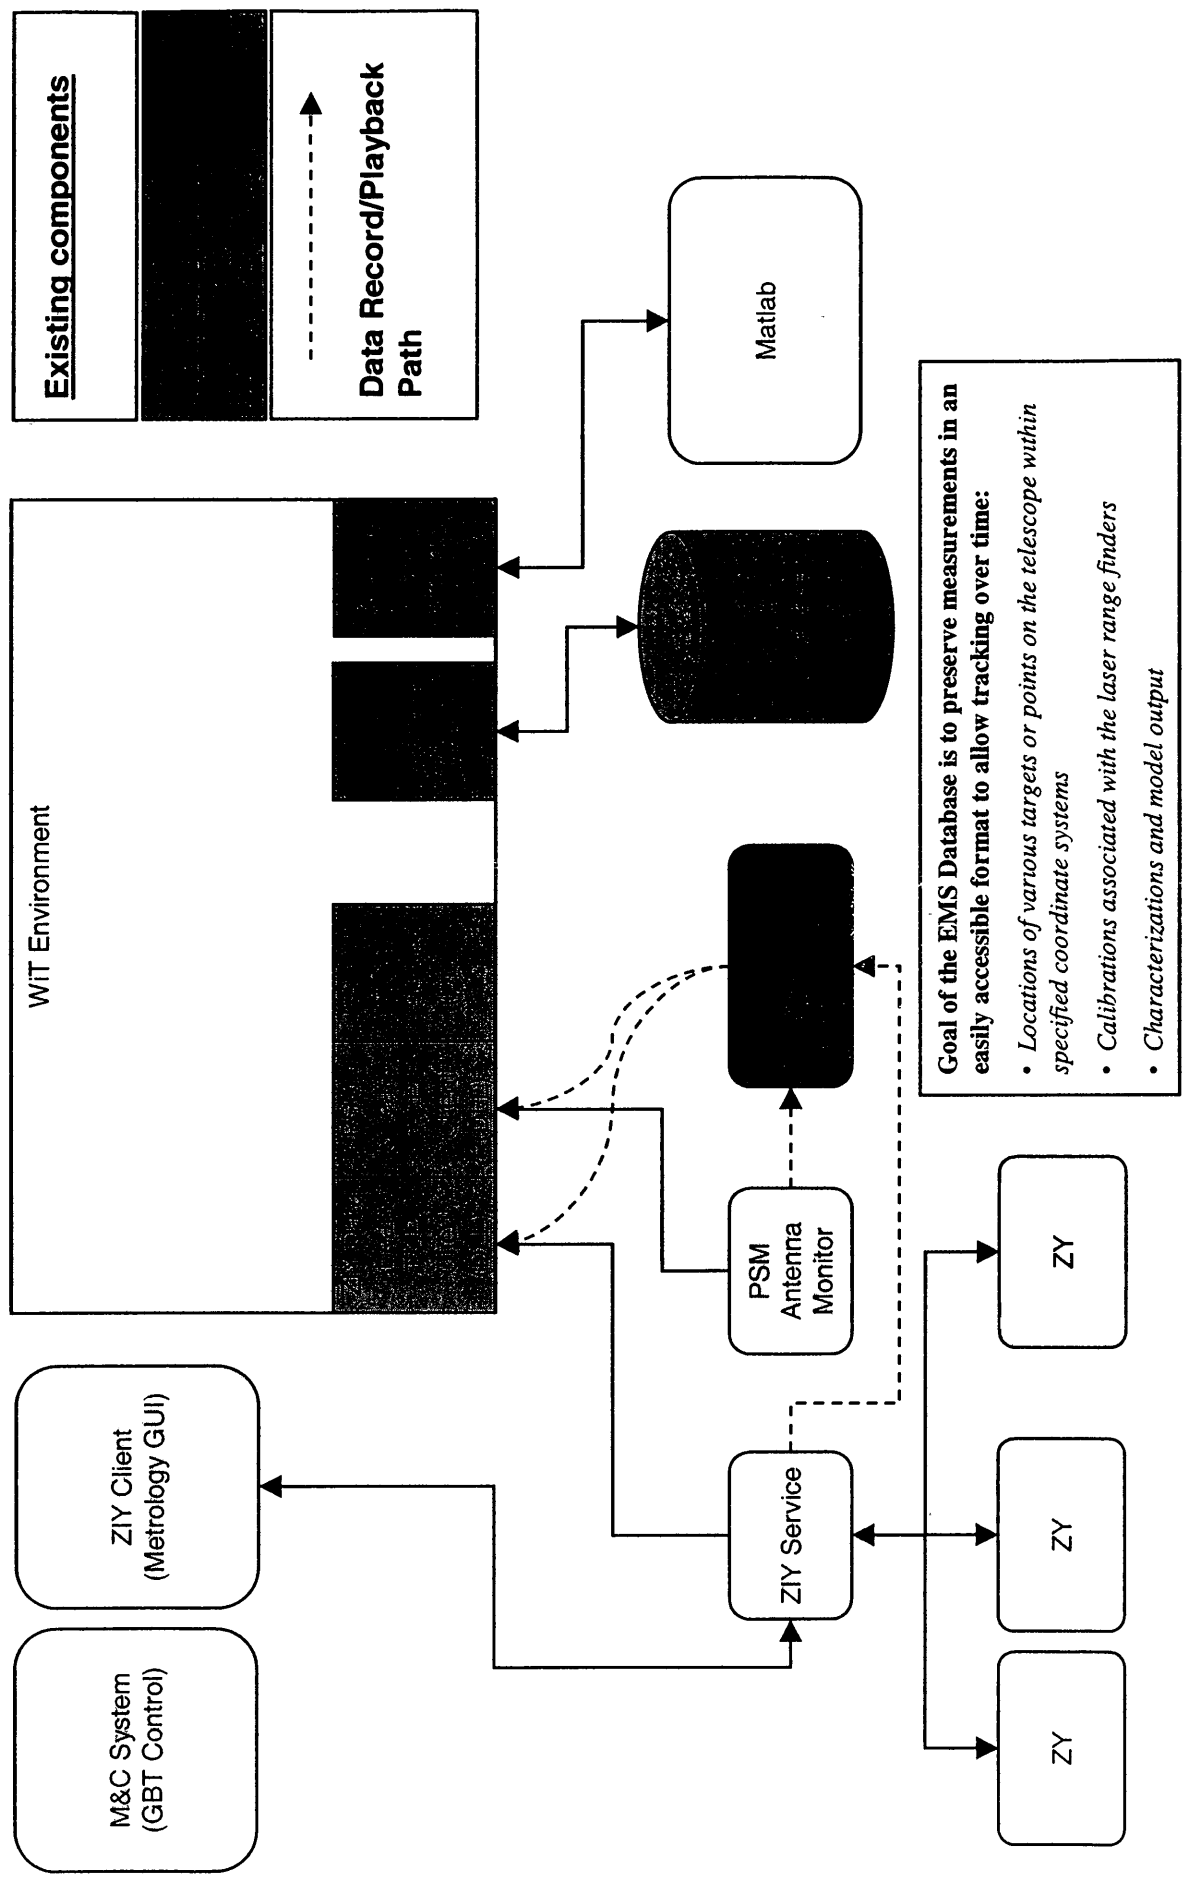 M&C System
(GBT Control)
ZIY Client
(Metrology GUI)
WiT Environment
Existing components
Data Record/Playback
Path
ZIY Service
PSM
Antenna
Monitor
Matlab
ZY
ZY
ZY
Goal of the EMS Database is to preserve measurements in an
easily accessible format to allow tracking over time:
• Locations of various targets or points on the telescope within
specified coordinate systems
• Calibrations associated with the laser range finders
• Characterizations and model output